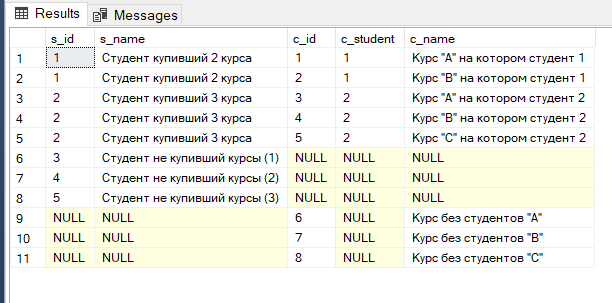 Results Messages
s_id s_name c_id c_student c_name
1 1 Студент купивший 2 курса 1 1 Курс "A" на котором студент 1
2 1 Студент купивший 2 курса 2 1 Курс "B" на котором студент 1
3 2 Студент купивший 3 курса 3 2 Курс "A" на котором студент 2
4 2 Студент купивший 3 курса 4 2 Курс "B" на котором студент 2
5 2 Студент купивший 3 курса 5 2 Курс "C" на котором студент 2
6 3 Студент не купивший курсы (1) NULL NULL NULL
7 4 Студент не купивший курсы (2) NULL NULL NULL
8 5 Студент не купивший курсы (3) NULL NULL NULL
9 NULL NULL 6 NULL Курс без студентов "A"
10 NULL NULL 7 NULL Курс без студентов "B"
11 NULL NULL 8 NULL Курс без студентов "C"